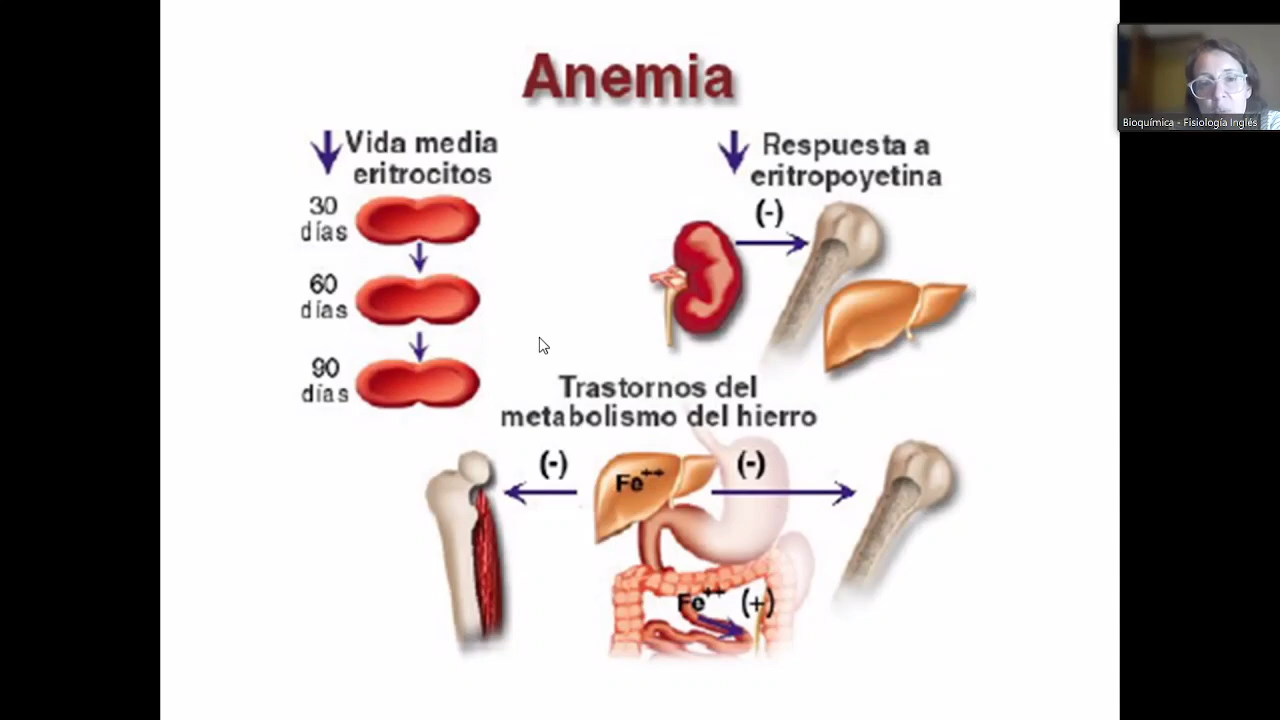 Anemia
Vida media
eritrocitos
30
días
60
días
90
días
Respuesta a
eritropoyetina
(-)
Trastornos del
metabolismo del hierro
(-)
Fe++
(-)
Fe++
(+)
Bioquímica - Fisiología Inglés